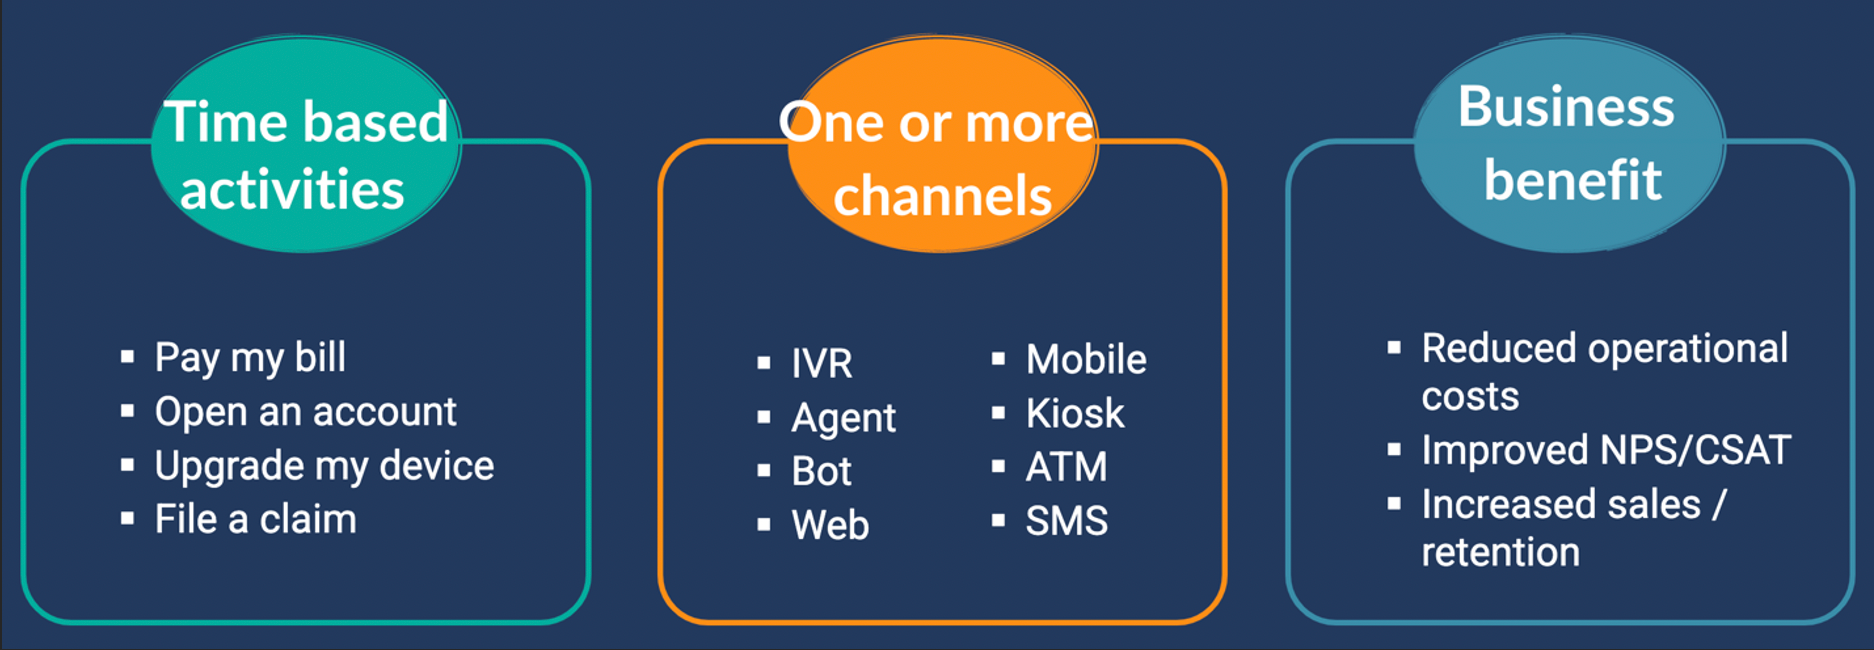 Time based
activities
Pay my bill
Open an account
Upgrade my device
File a claim
One or more
channels
IVR
Agent
Bot
Web
Mobile
Kiosk
ATM
SMS
Business
benefit
Reduced operational
costs
Improved NPS/CSAT
Increased sales /
retention